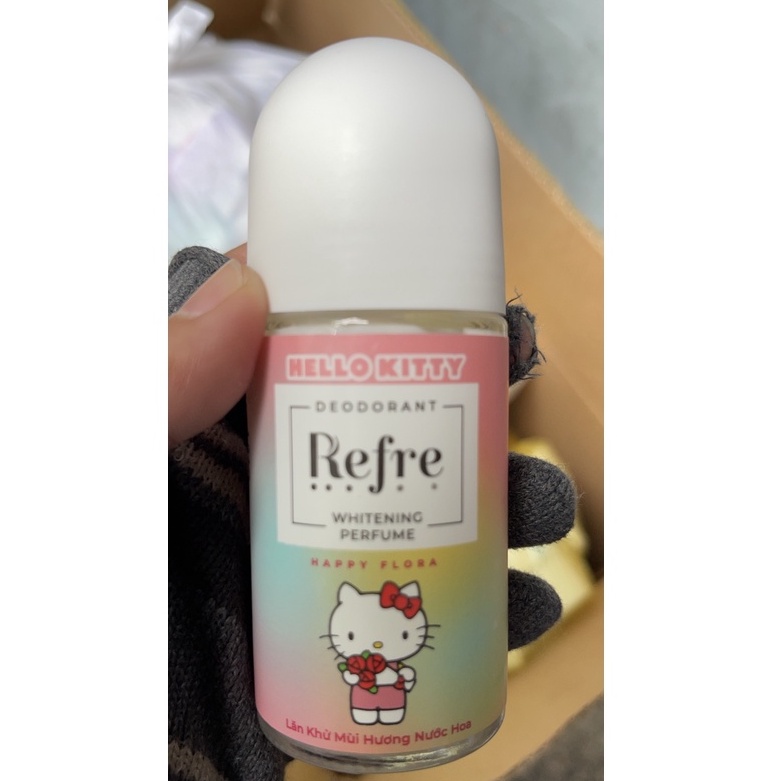 HELLO KITTY
DEODORANT
Refre
WHITENING
PERFUME
HAPPY FLORA
Lăn Khử Mùi Hương Nước Hoa